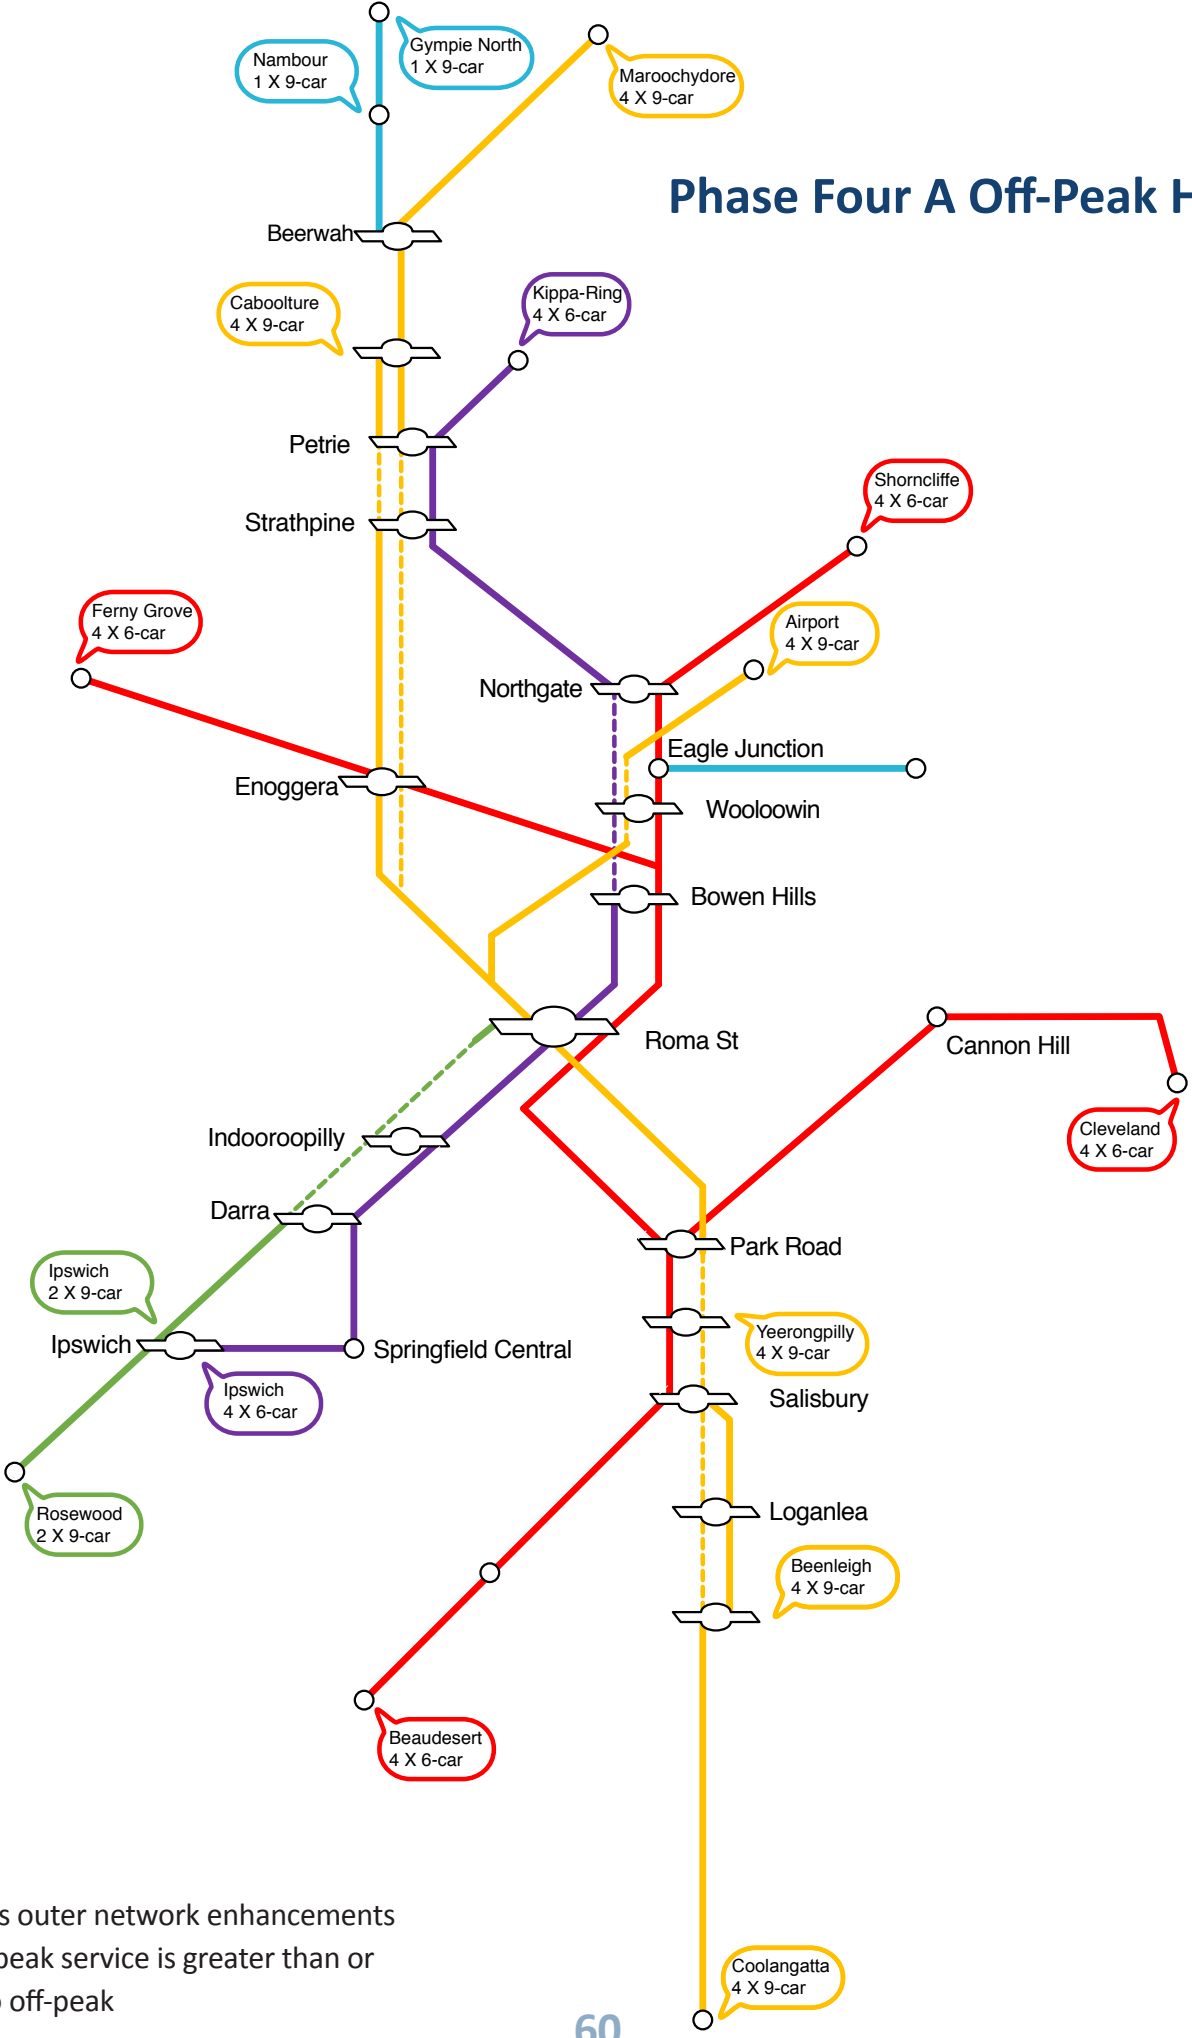 Gympie North
1 X 9-car
Nambour
1 X 9-car
Maroochydore
4 X 9-car
Phase Four A Off-Peak H
Beerwah
Caboolture
4 X 9-car
Kippa-Ring
4 X 6-car
Petrie
Strathpine
Shorncliffe
4 X 6-car
Ferny Grove
4 X 6-car
Airport
4 X 9-car
Northgate
Eagle Junction
Enoggera
Wooloowin
Bowen Hills
Roma St
Cannon Hill
Cleveland
4 X 6-car
Indooroopilly
Darra
Park Road
Ipswich
2 X 9-car
Yeerongpilly
4 X 9-car
Ipswich
Springfield Central
Ipswich
4 X 6-car
Salisbury
Rosewood
2 X 9-car
Loganlea
Beenleigh
4 X 9-car
Beaudesert
4 X 6-car
s outer network enhancements
peak service is greater than or
o off-peak
Coolangatta
4 X 9-car
60